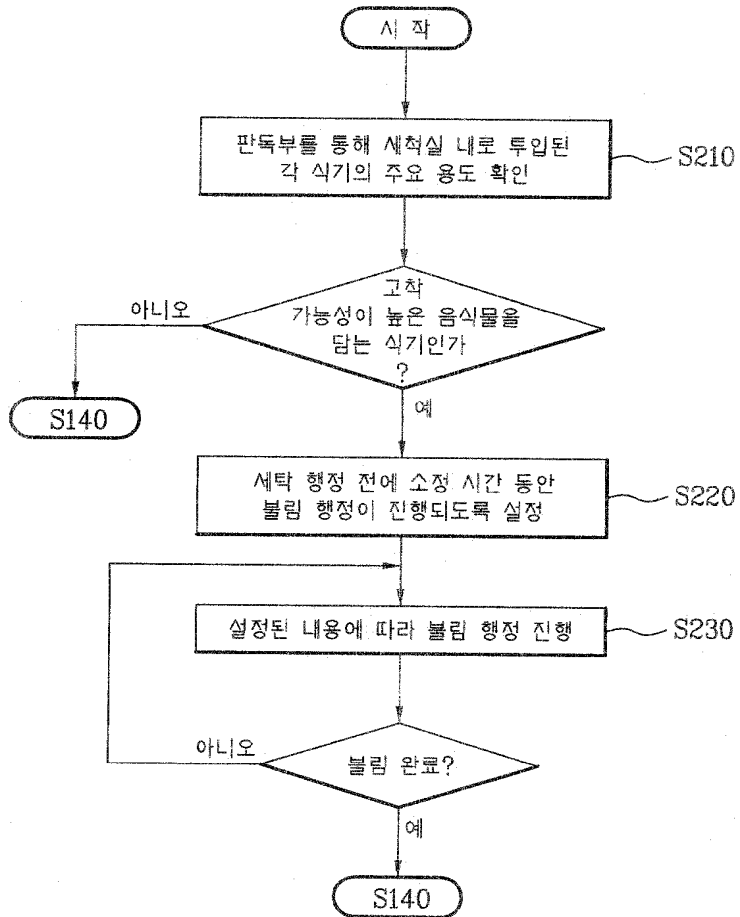 시 작
판독부를 통해 세척실 내로 투입된
각 식기의 주요 용도 확인
S210
고착
가능성이 높은 음식물을
담는 식기인가
?
아니오
S140
예
세탁 행정 전에 소정 시간 동안
불림 행정이 진행되도록 설정
S220
설정된 내용에 따라 불림 행정 진행
S230
아니오
불림 완료?
예
S140